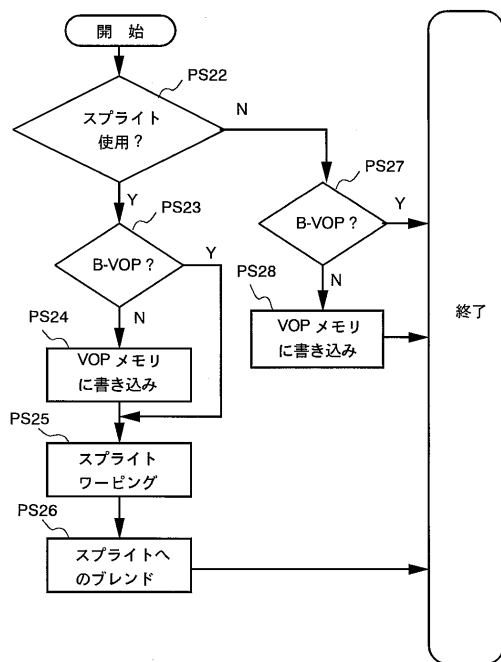 開 始
PS22
スプライト
使用？
N
Y
PS23
B-VOP？
Y
N
PS24
VOP メモリ
に書き込み
PS25
スプライト
ワーピング
PS26
スプライトへ
のブレンド
PS27
B-VOP？
Y
N
PS28
VOP メモリ
に書き込み
終了